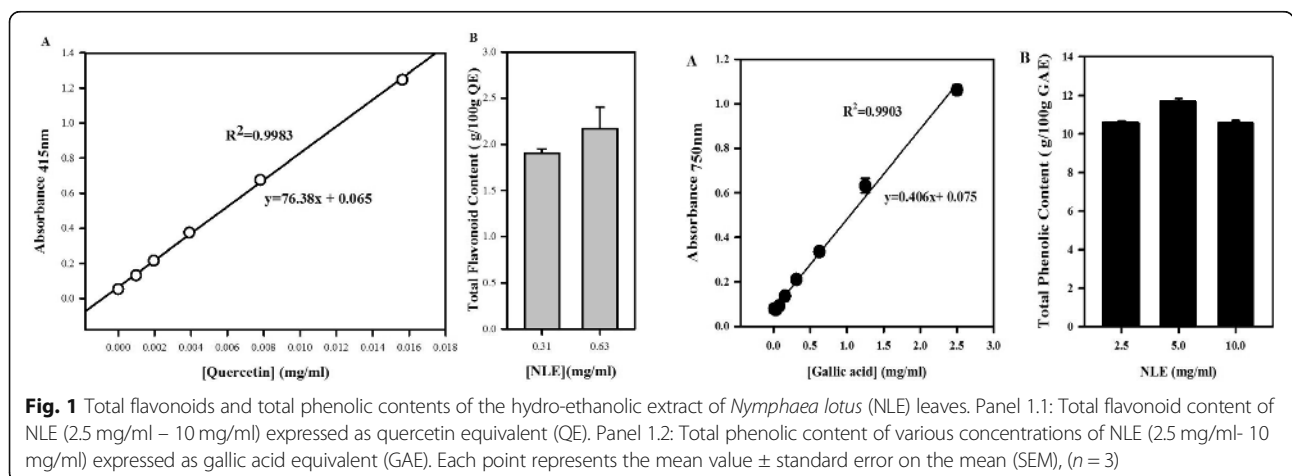 A
Absorbance 415nm
1.4
1.2
1.0
0.8
0.6
0.4
0.2
0.0
R²=0.9983
y=76.38x + 0.065
0.000 0.002 0.004 0.006 0.008 0.010 0.012 0.014 0.016 0.018
[Quercetin] (mg/ml)
B
Total Flavonoid Content ( g/100g QE)
3.0
2.5
2.0
1.5
1.0
0.5
0.0
0.31 0.63
[NLE](mg/ml)
A
Absorbance 750nm
1.2
1.0
0.8
0.6
0.4
0.2
0.0
R²=0.9903
y=0.406x+ 0.075
0.0 0.5 1.0 1.5 2.0 2.5 3.0
[Gallic acid] (mg/ml)
B
Total Phenolic Content ( g/100g GAE)
14
12
10
8
6
4
2
0
2.5 5.0 10.0
NLE (mg/ml)
Fig. 1 Total flavonoids and total phenolic contents of the hydro-ethanolic extract of Nymphaea lotus (NLE) leaves. Panel 1.1: Total flavonoid content of
NLE (2.5 mg/ml – 10 mg/ml) expressed as quercetin equivalent (QE). Panel 1.2: Total phenolic content of various concentrations of NLE (2.5 mg/ml- 10
mg/ml) expressed as gallic acid equivalent (GAE). Each point represents the mean value ± standard error on the mean (SEM), (n = 3)